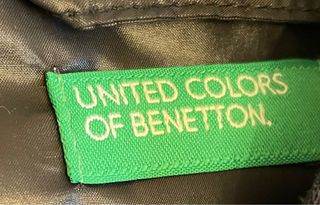 UNITED COLORS
OF BENETTON.